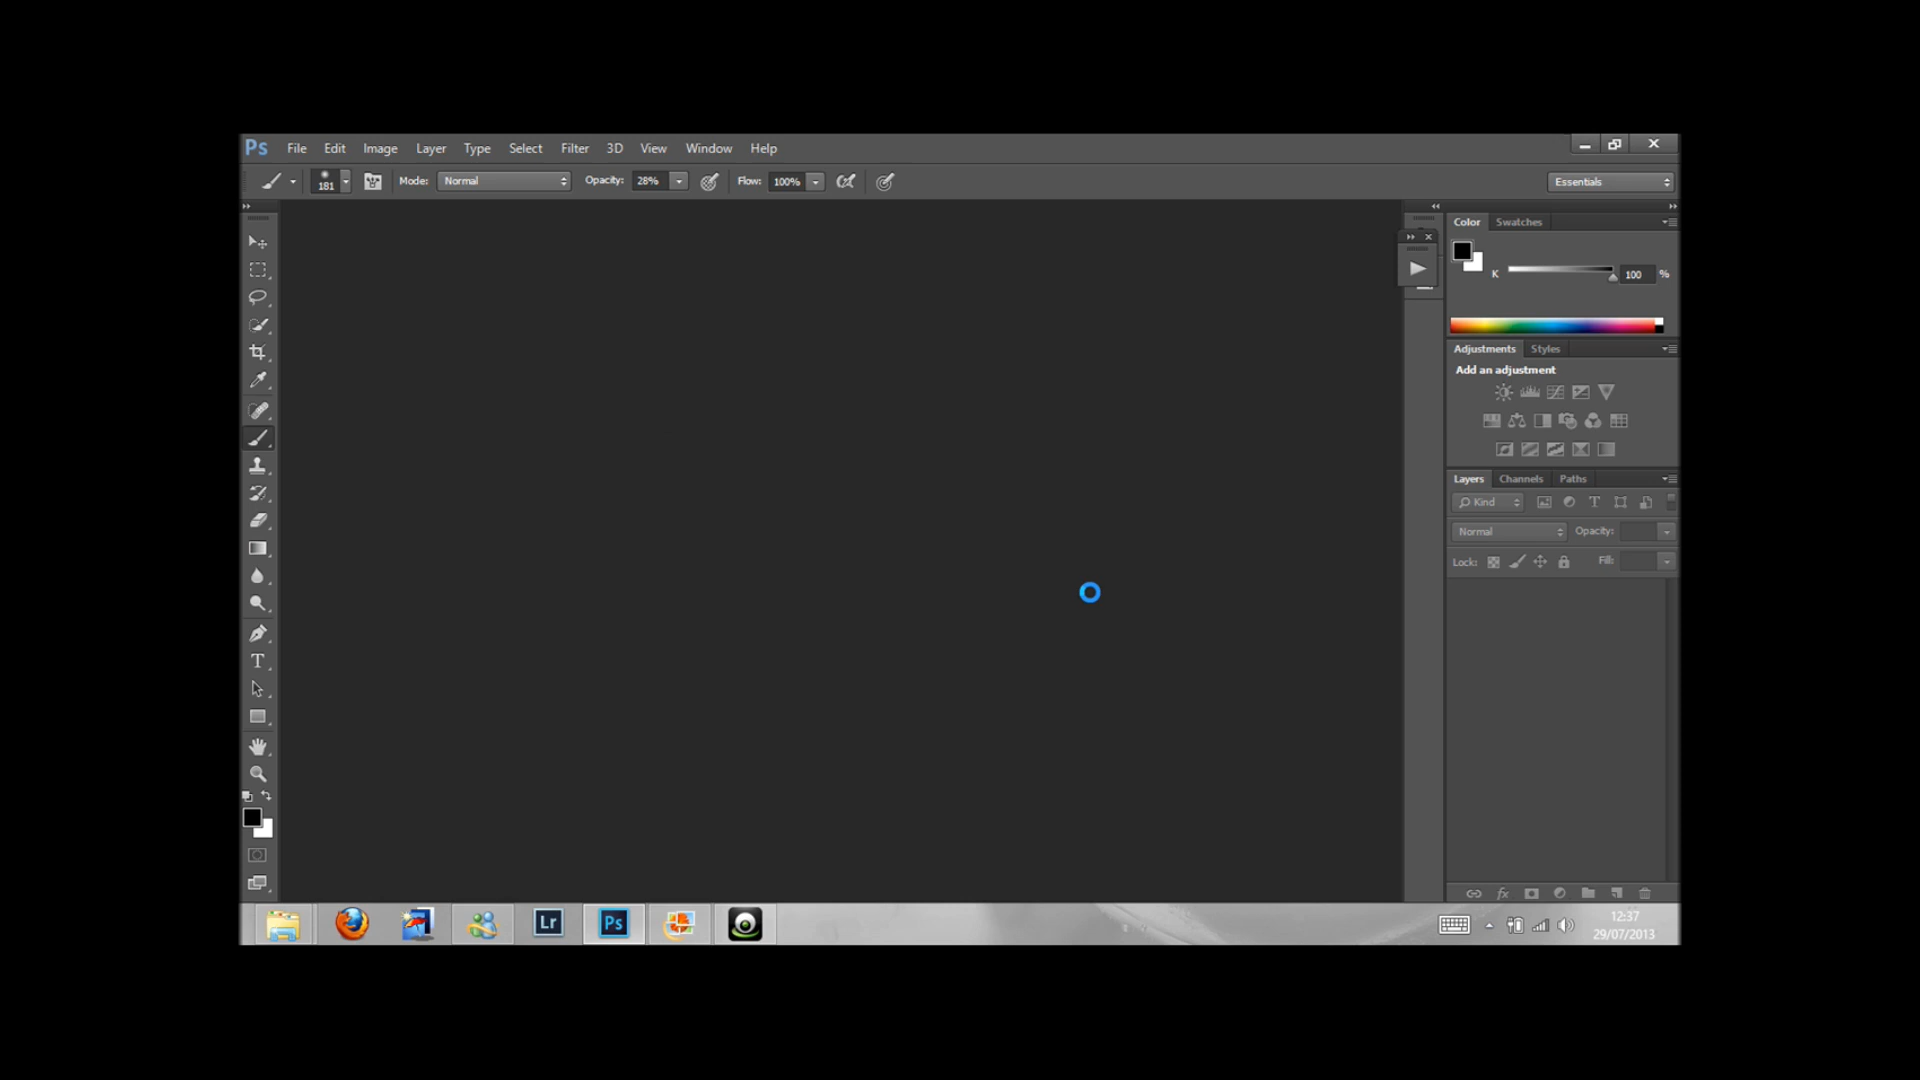 Ps File Edit Image Layer Type Select Filter 3D View Window Help
181 Mode: Normal Opacity: 28% Flow: 100% Essentials
Color Swatches
K 100 %
Adjustments Styles
Add an adjustment
Layers Channels Paths
Kind T
Normal Opacity:
Lock: Fill:
T
fx
Lr Ps
12:37
29/07/2013